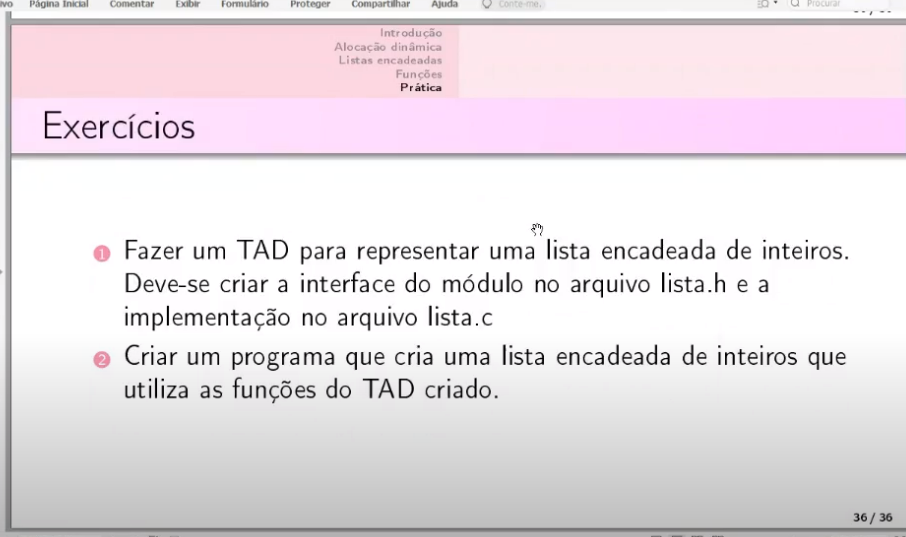 ivo Página Inicial Comentar Exibir Formulário Proteger Compartilhar Ajuda Conte-me. Procurar
Introdução
Alocação dinâmica
Listas encadeadas
Funções
Prática
Exercícios
1 Fazer um TAD para representar uma lista encadeada de inteiros.
Deve-se criar a interface do módulo no arquivo lista.h e a
implementação no arquivo lista.c
2 Criar um programa que cria uma lista encadeada de inteiros que
utiliza as funções do TAD criado.
36 / 36